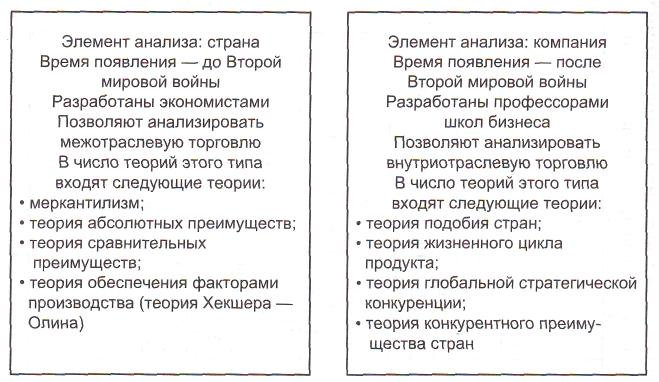 Элемент анализа: страна
Время появления — до Второй
мировой войны
Разработаны экономистами
Позволяют анализировать
межотраслевую торговлю
В число теорий этого типа
входят следующие теории:
• меркантилизм;
• теория абсолютных преимуществ;
• теория сравнительных
преимуществ;
• теория обеспечения факторами
производства (теория Хекшера —
Олина)
Элемент анализа: компания
Время появления — после
Второй мировой войны
Разработаны профессорами
школ бизнеса
Позволяют анализировать
внутриотраслевую торговлю
В число теорий этого типа
входят следующие теории:
• теория подобия стран;
• теория жизненного цикла
продукта;
• теория глобальной стратегической
конкуренции;
• теория конкурентного преиму-
щества стран